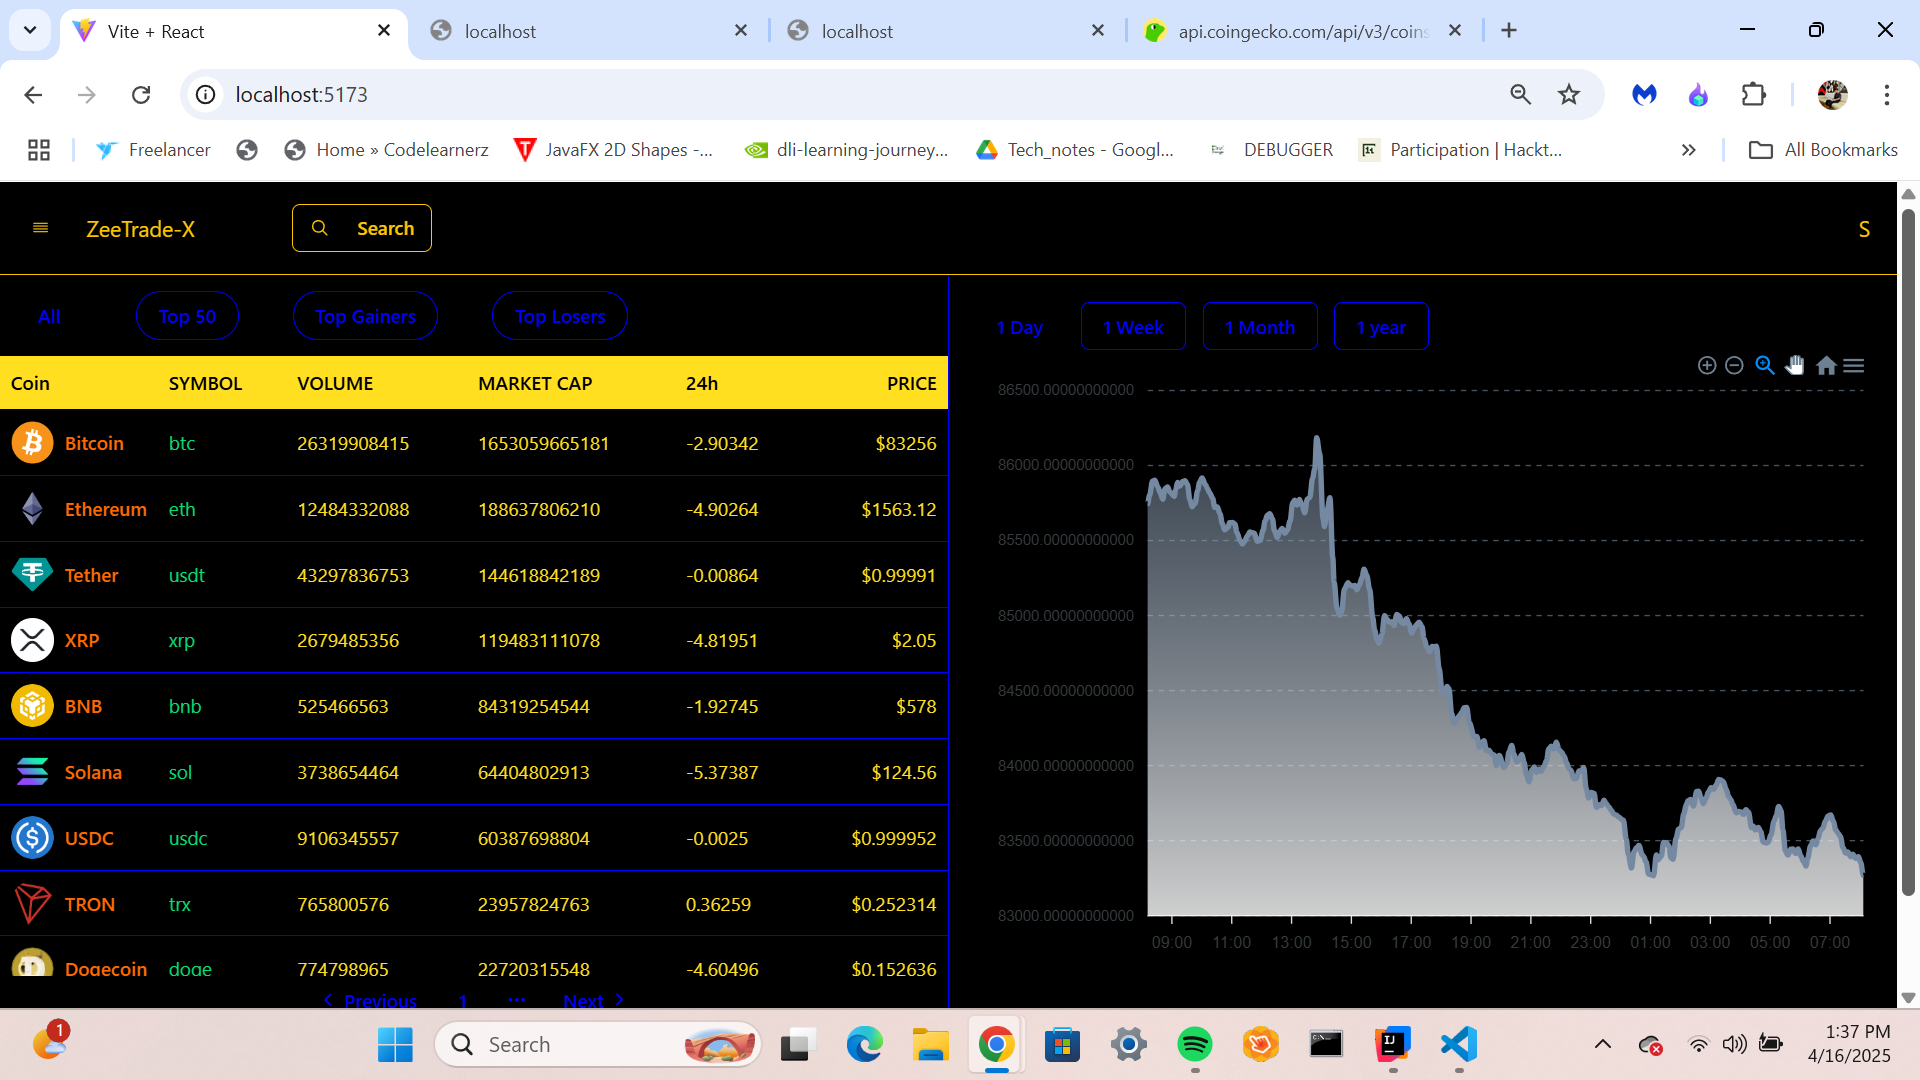 Vite + React
localhost
localhost
api.coingecko.com/api/v3/coins
localhost:5173
Freelancer
Home » Codelearnerz
JavaFX 2D Shapes -...
dli-learning-journey...
Tech_notes - Googl...
DEBUGGER
Participation | Hackt...
All Bookmarks
ZeeTrade-X
Search
S
All
Top 50
Top Gainers
Top Losers
Coin SYMBOL VOLUME MARKET CAP 24h PRICE
Bitcoin btc 26319908415 1653059665181 -2.90342 $83256
Ethereum eth 12484332088 188637806210 -4.90264 $1563.12
Tether usdt 43297836753 144618842189 -0.00864 $0.99991
XRP xrp 2679485356 119483111078 -4.81951 $2.05
BNB bnb 525466563 84319254544 -1.92745 $578
Solana sol 3738654464 64404802913 -5.37387 $124.56
USDC usdc 9106345557 60387698804 -0.0025 $0.999952
TRON trx 765800576 23957824763 0.36259 $0.252314
Dogecoin doge 774798965 22720315548 -4.60496 $0.152636
Previous 1 ... Next
1 Day
1 Week
1 Month
1 year
86500.00000000000
86000.00000000000
85500.00000000000
85000.00000000000
84500.00000000000
84000.00000000000
83500.00000000000
83000.00000000000
09:00 11:00 13:00 15:00 17:00 19:00 21:00 23:00 01:00 03:00 05:00 07:00
1
Search
1:37 PM
4/16/2025